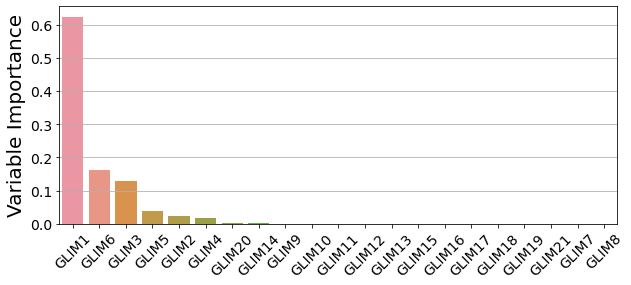 Variable Importance
0.6
0.5
0.4
0.3
0.2
0.1
0.0
GLIM1
GLIM6
GLIM3
GLIM5
GLIM2
GLIM4
GLIM20
GLIM14
GLIM9
GLIM10
GLIM11
GLIM12
GLIM13
GLIM15
GLIM16
GLIM17
GLIM18
GLIM19
GLIM21
GLIM7
GLIM8